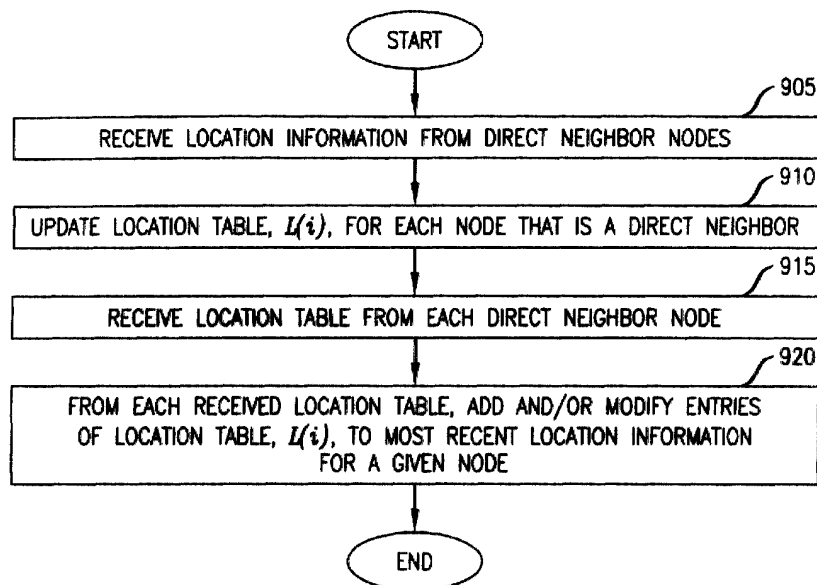 START
905
RECEIVE LOCATION INFORMATION FROM DIRECT NEIGHBOR NODES
910
UPDATE LOCATION TABLE, L(i), FOR EACH NODE THAT IS A DIRECT NEIGHBOR
915
RECEIVE LOCATION TABLE FROM EACH DIRECT NEIGHBOR NODE
920
FROM EACH RECEIVED LOCATION TABLE, ADD AND/OR MODIFY ENTRIES
OF LOCATION TABLE, L(i), TO MOST RECENT LOCATION INFORMATION
FOR A GIVEN NODE
END